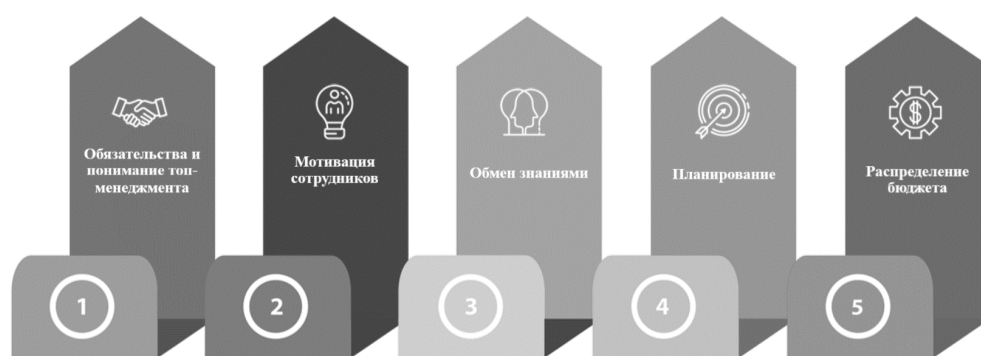 Обязательства и
понимание топ-
менеджмента
Мотивация
сотрудников
Обмен знаниями
Планирование
$
Распределение
бюджета
1
2
3
4
5